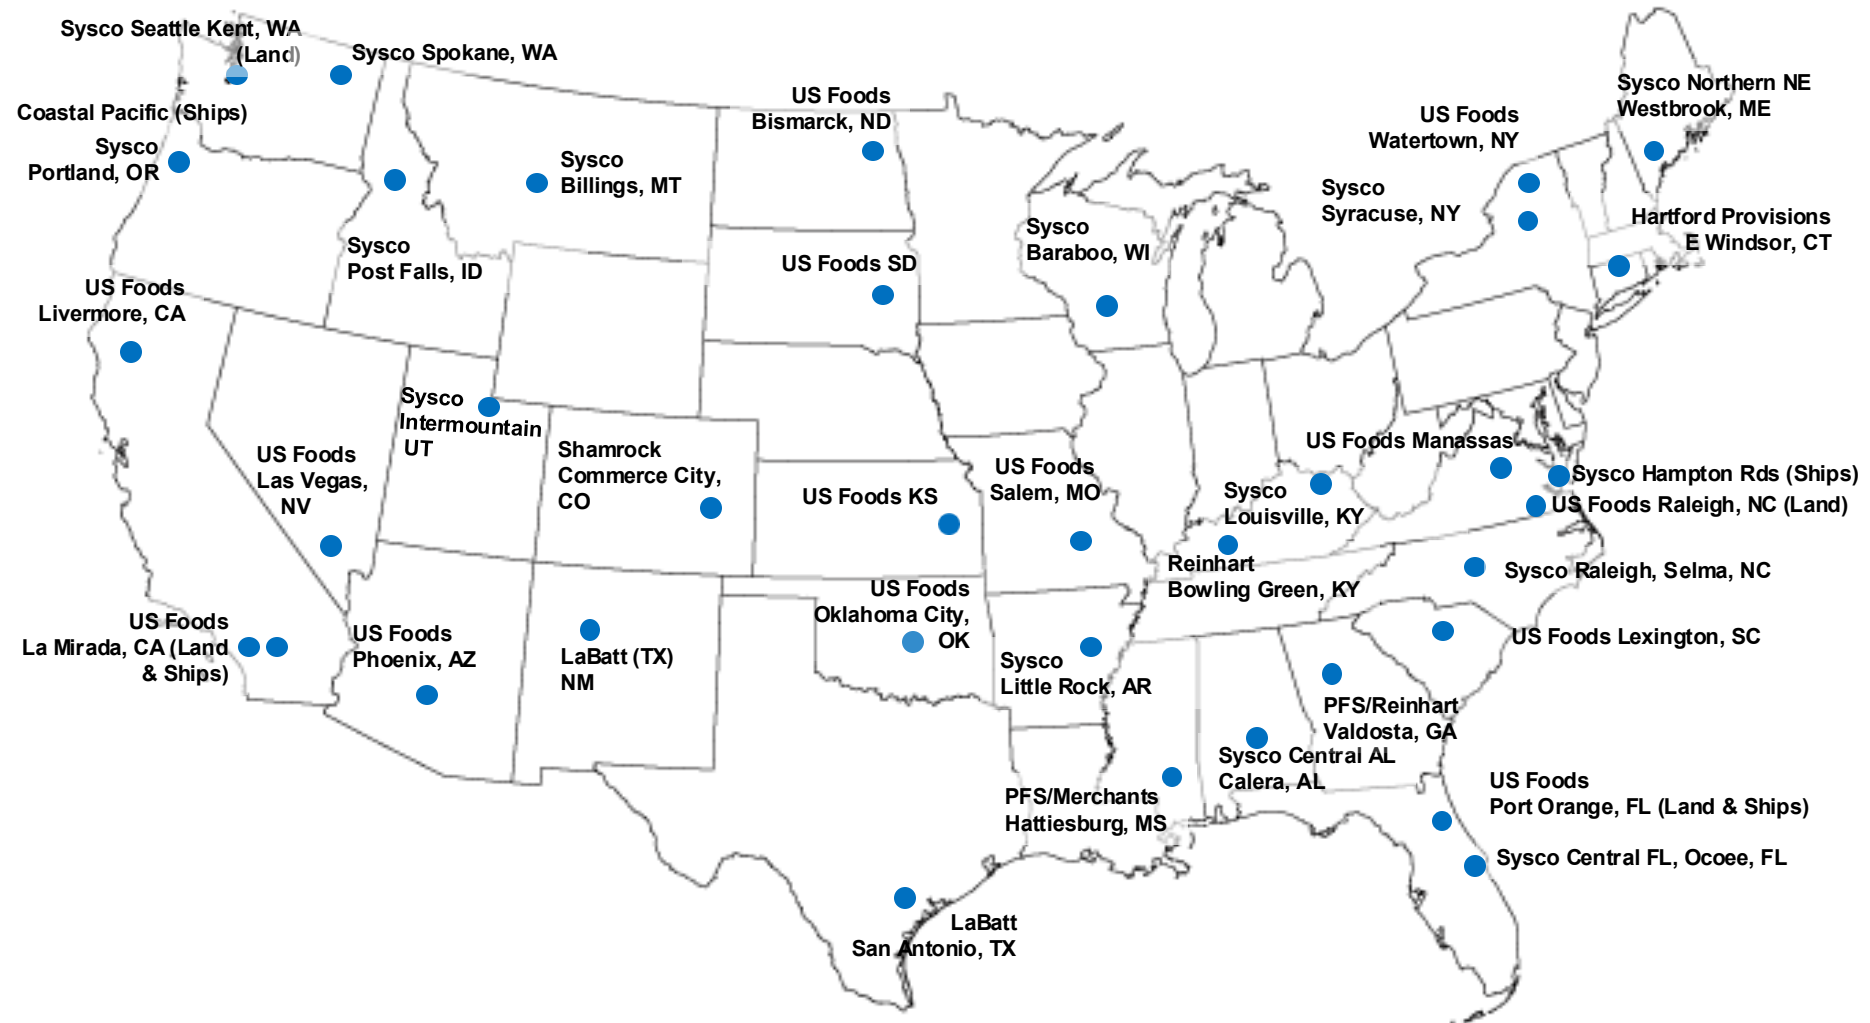 Sysco Seattle Kent, WA
(Land)
Sysco Spokane, WA
Coastal Pacific (Ships)
Sysco
Portland, OR
Sysco
Billings, MT
US Foods
Bismarck, ND
US Foods
Watertown, NY
Sysco Northern NE
Westbrook, ME
Sysco
Syracuse, NY
Hartford Provisions
E Windsor, CT
Sysco
Post Falls, ID
US Foods SD
Sysco
Baraboo, WI
US Foods
Livermore, CA
Sysco
Intermountain
UT
US Foods
Las Vegas,
NV
Shamrock
Commerce City,
CO
US Foods KS
US Foods
Salem, MO
US Foods Manassas
Sysco
Louisville, KY
Sysco Hampton Rds (Ships)
US Foods Raleigh, NC (Land)
Reinhart
Bowling Green, KY
Sysco Raleigh, Selma, NC
US Foods
La Mirada, CA (Land
& Ships)
US Foods
Phoenix, AZ
LaBatt (TX)
NM
US Foods
Oklahoma City,
OK
Sysco
Little Rock, AR
US Foods Lexington, SC
PFS/Reinhart
Valdosta, GA
Sysco Central AL
Calera, AL
PFS/Merchants
Hattiesburg, MS
US Foods
Port Orange, FL (Land & Ships)
Sysco Central FL, Ocoee, FL
LaBatt
San Antonio, TX